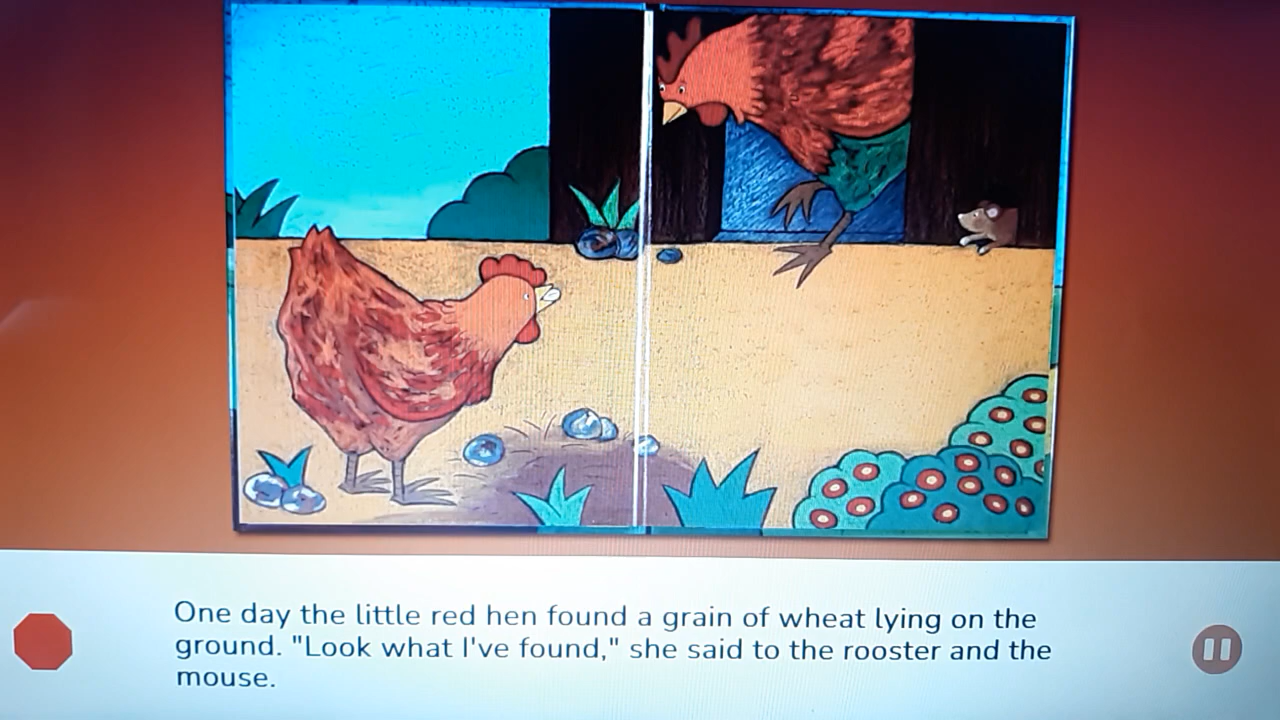 One day the little red hen found a grain of wheat lying on the
ground. "Look what I've found," she said to the rooster and the
mouse.